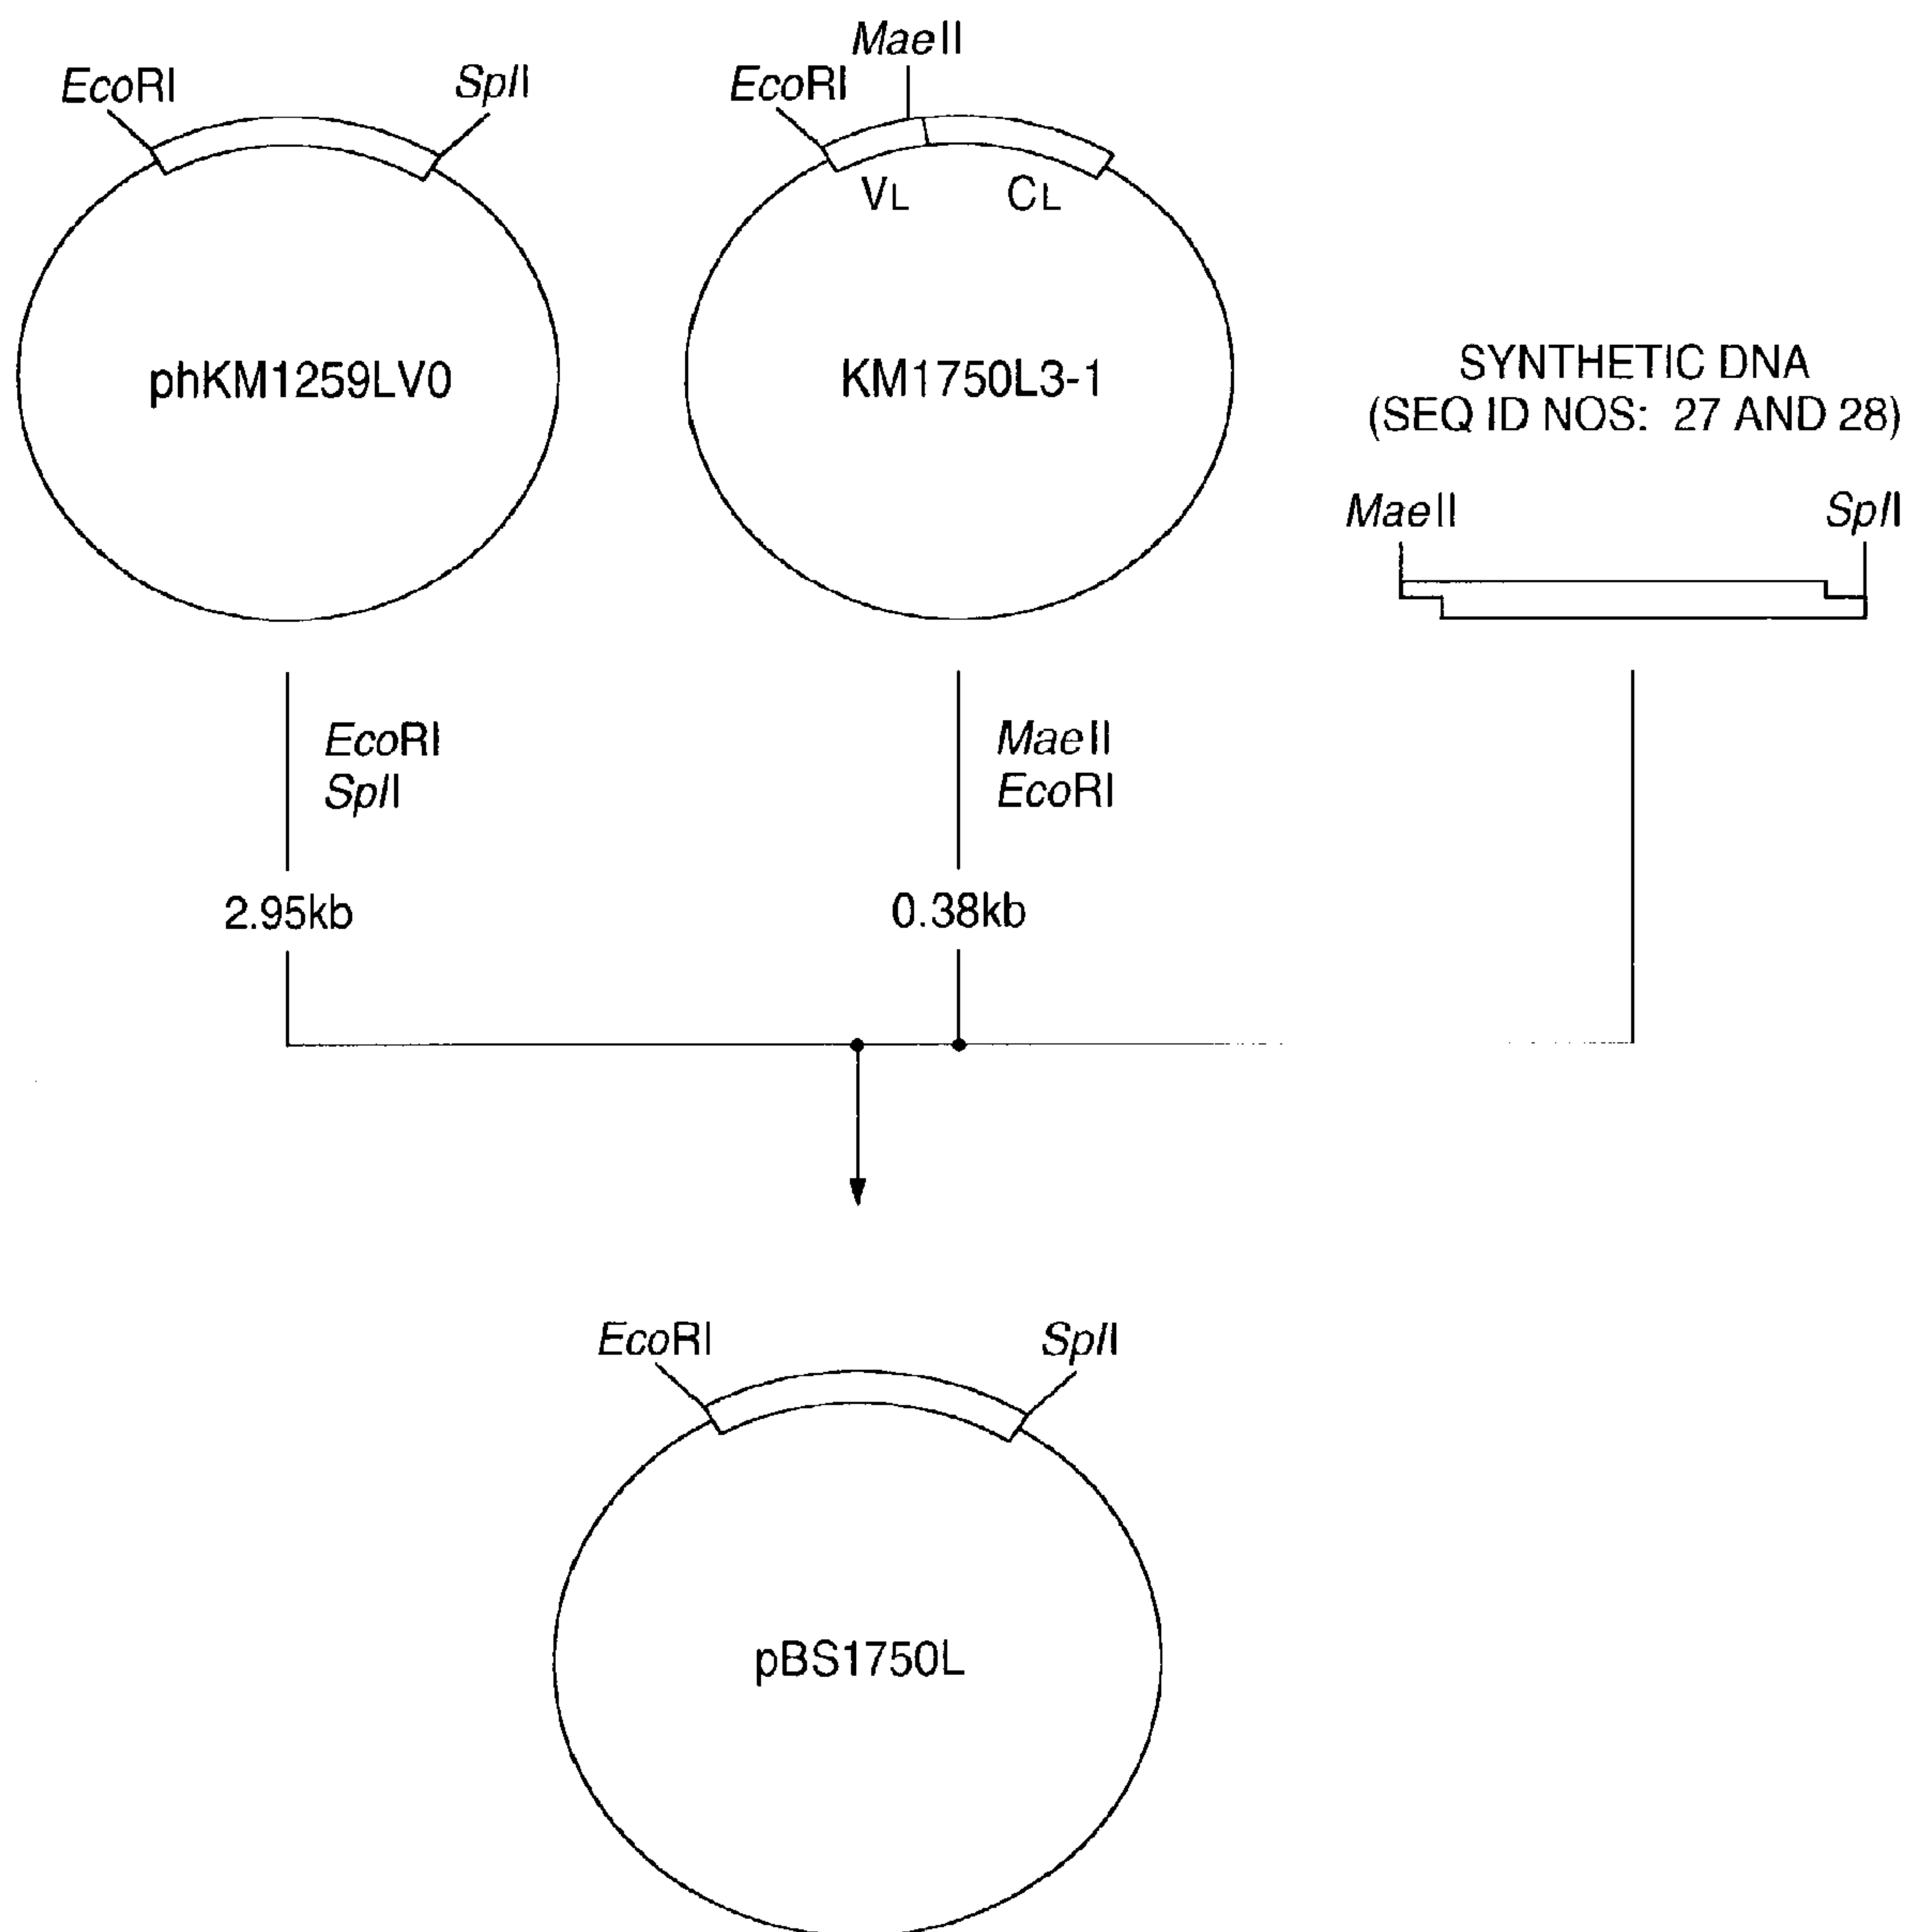 MaeII
EcoRI
SplI
EcoRI
VL
CL
phKM1259LV0
KM1750L3-1
SYNTHETIC DNA
(SEQ ID NOS: 27 AND 28)
MaeII
SplI
EcoRI
SplI
MaeII
EcoRI
2.95kb
0.38kb
EcoRI
SplI
pBS1750L